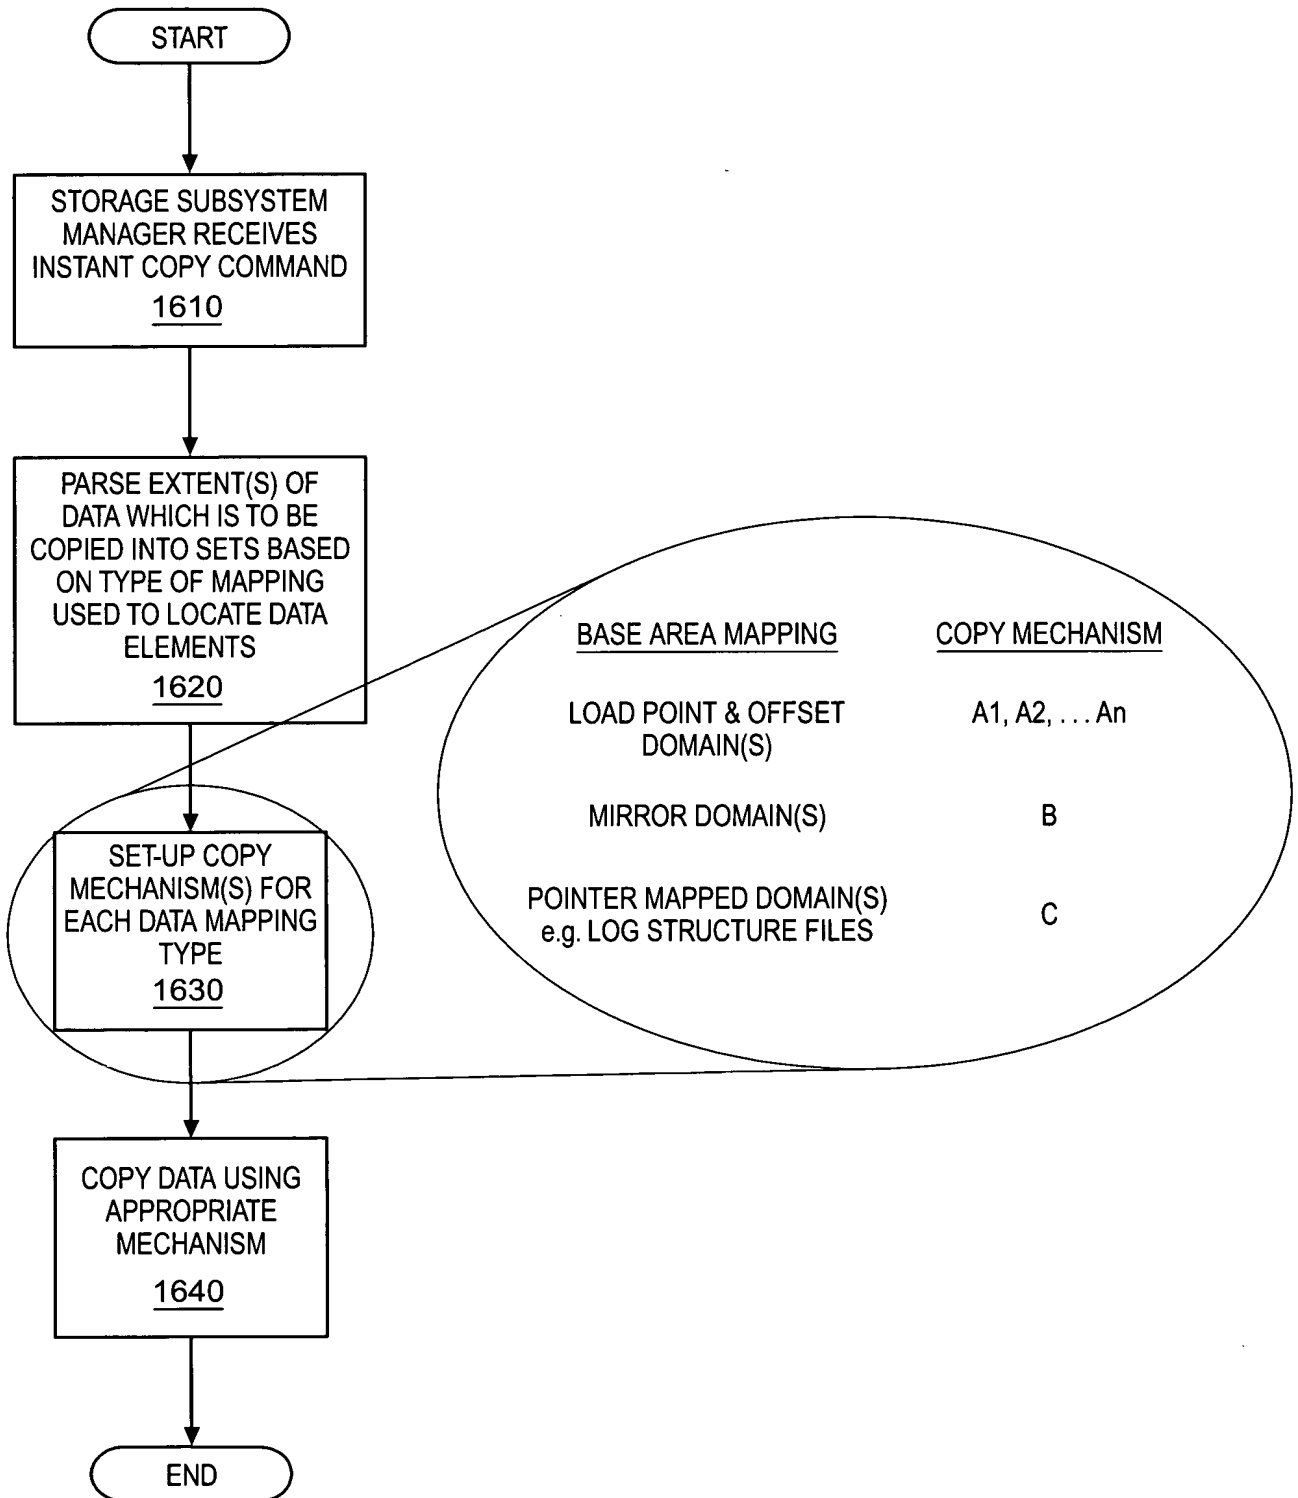 START
STORAGE SUBSYSTEM
MANAGER RECEIVES
INSTANT COPY COMMAND
1610
PARSE EXTENT(S) OF
DATA WHICH IS TO BE
COPIED INTO SETS BASED
ON TYPE OF MAPPING
USED TO LOCATE DATA
ELEMENTS
1620
SET-UP COPY
MECHANISM(S) FOR
EACH DATA MAPPING
TYPE
1630
BASE AREA MAPPING COPY MECHANISM
LOAD POINT & OFFSET A1, A2, . . . An
DOMAIN(S)
MIRROR DOMAIN(S) B
POINTER MAPPED DOMAIN(S) C
e.g. LOG STRUCTURE FILES
COPY DATA USING
APPROPRIATE
MECHANISM
1640
END